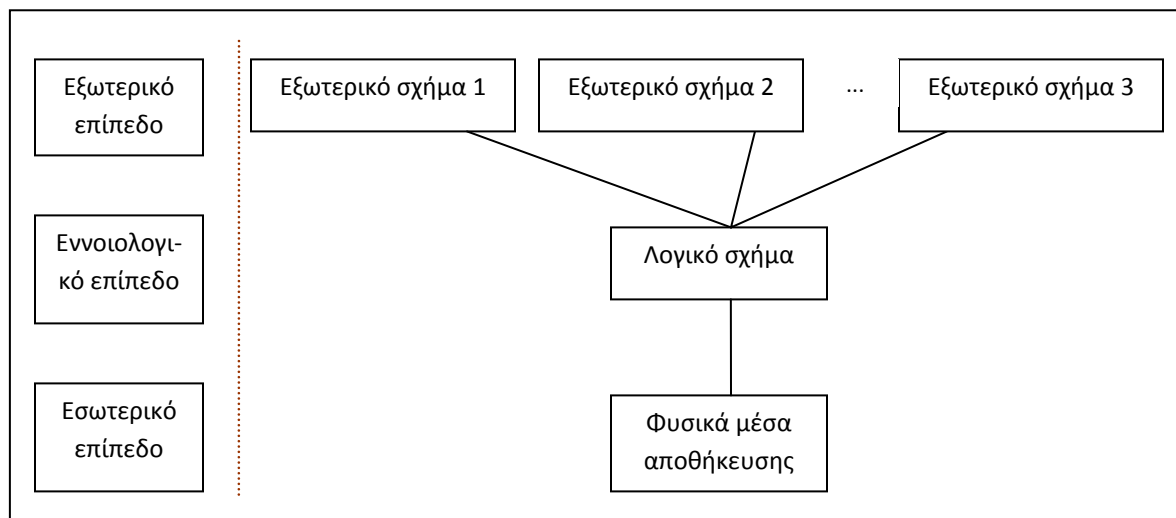 Εξωτερικό
επίπεδο
Εξωτερικό σχήμα 1
Εξωτερικό σχήμα 2
...
Εξωτερικό σχήμα 3
Εννοιολογι-
κό επίπεδο
Λογικό σχήμα
Εσωτερικό
επίπεδο
Φυσικά μέσα
αποθήκευσης